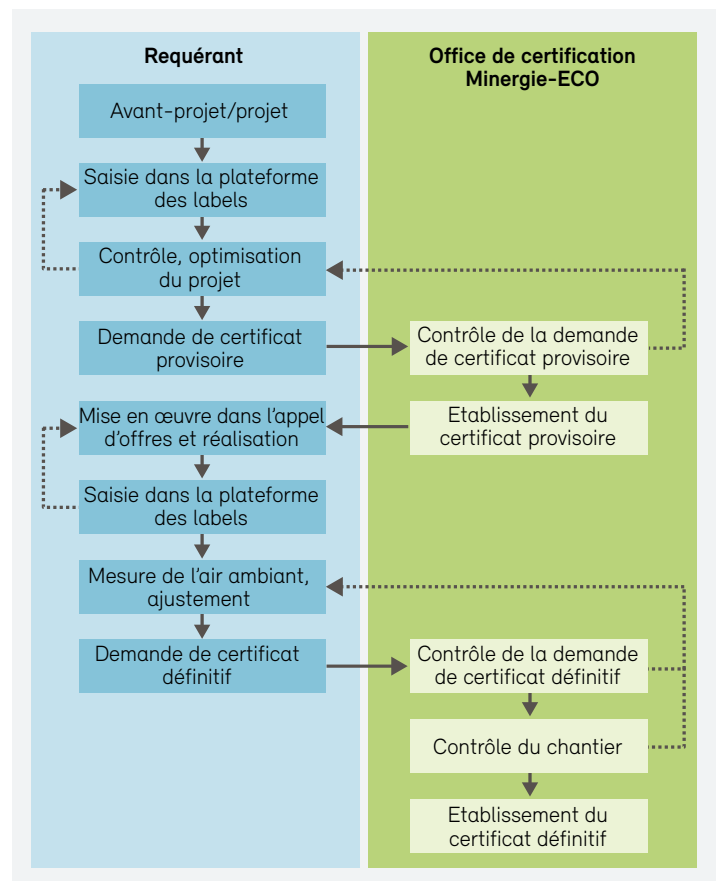 Requérant
Office de certification
Minergie-ECO
Avant-projet/projet
Saisie dans la plateforme
des labels
Contrôle, optimisation
du projet
Demande de certificat
provisoire
Contrôle de la demande
de certificat provisoire
Etablissement du
certificat provisoire
Mise en œuvre dans l'appel
d'offres et réalisation
Saisie dans la plateforme
des labels
Mesure de l'air ambiant,
ajustement
Demande de certificat
définitif
Contrôle de la demande
de certificat définitif
Contrôle du chantier
Etablissement du
certificat définitif